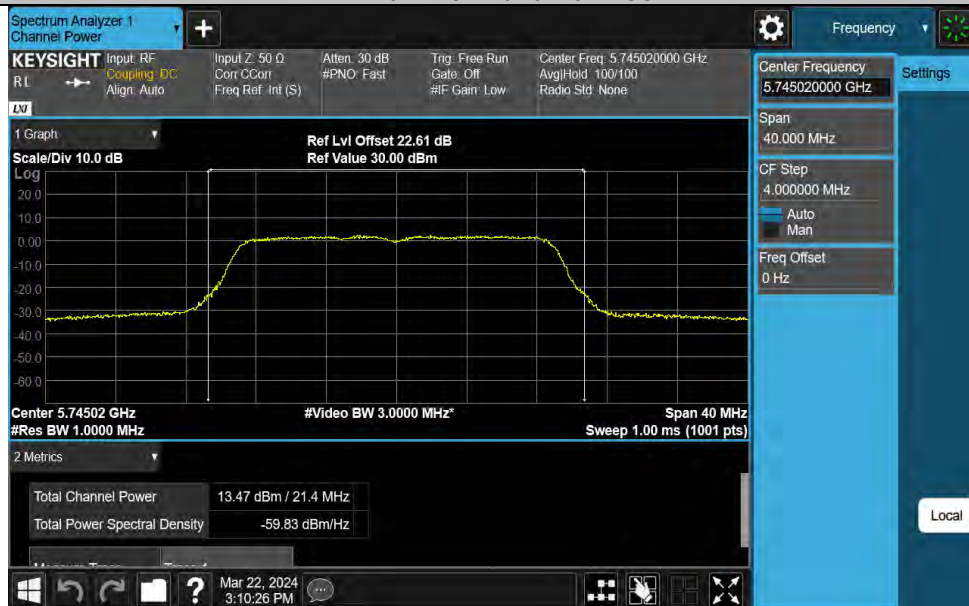 Spectrum Analyzer 1
Channel Power
+
Frequency
KEYSIGHT
RL
LXI
Input: RF
Coupling: DC
Align: Auto
Input Z: 50 Ω
Corr CCorr
Freq Ref: Int (S)
Atten: 30 dB
#PNO: Fast
Trig: Free Run
Gate: Off
#IF Gain: Low
Center Freq: 5.745020000 GHz
Avg|Hold: 100/100
Radio Std: None
Center Frequency
5.745020000 GHz
Settings
Span
40.000 MHz
CF Step
4.000000 MHz
Auto
Man
Freq Offset
0 Hz
Local
1 Graph
Scale/Div 10.0 dB
Ref Lvl Offset 22.61 dB
Ref Value 30.00 dBm
Log
20.0
10.0
0.00
-10.0
-20.0
-30.0
-40.0
-50.0
-60.0
Center 5.74502 GHz
#Video BW 3.0000 MHz*
Span 40 MHz
#Res BW 1.0000 MHz
Sweep 1.00 ms (1001 pts)
2 Metrics
Total Channel Power 13.47 dBm / 21.4 MHz
Total Power Spectral Density -59.83 dBm/Hz
?
Mar 22, 2024
3:10:26 PM